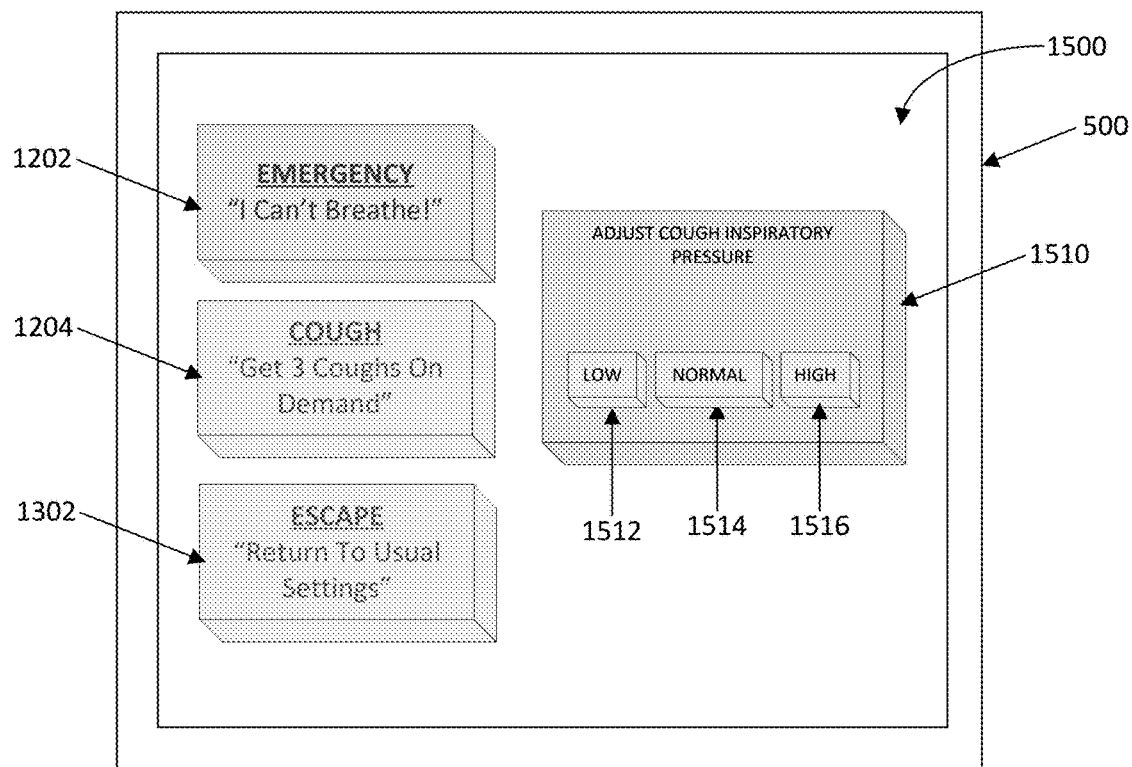 1500
500
1202
EMERGENCY
"I Can't Breathe!"
ADJUST COUGH INSPIRATORY
PRESSURE
1510
1204
COUGH
"Get 3 Coughs On
Demand"
LOW
NORMAL
HIGH
1302
ESCAPE
"Return To Usual
Settings"
1512
1514
1516